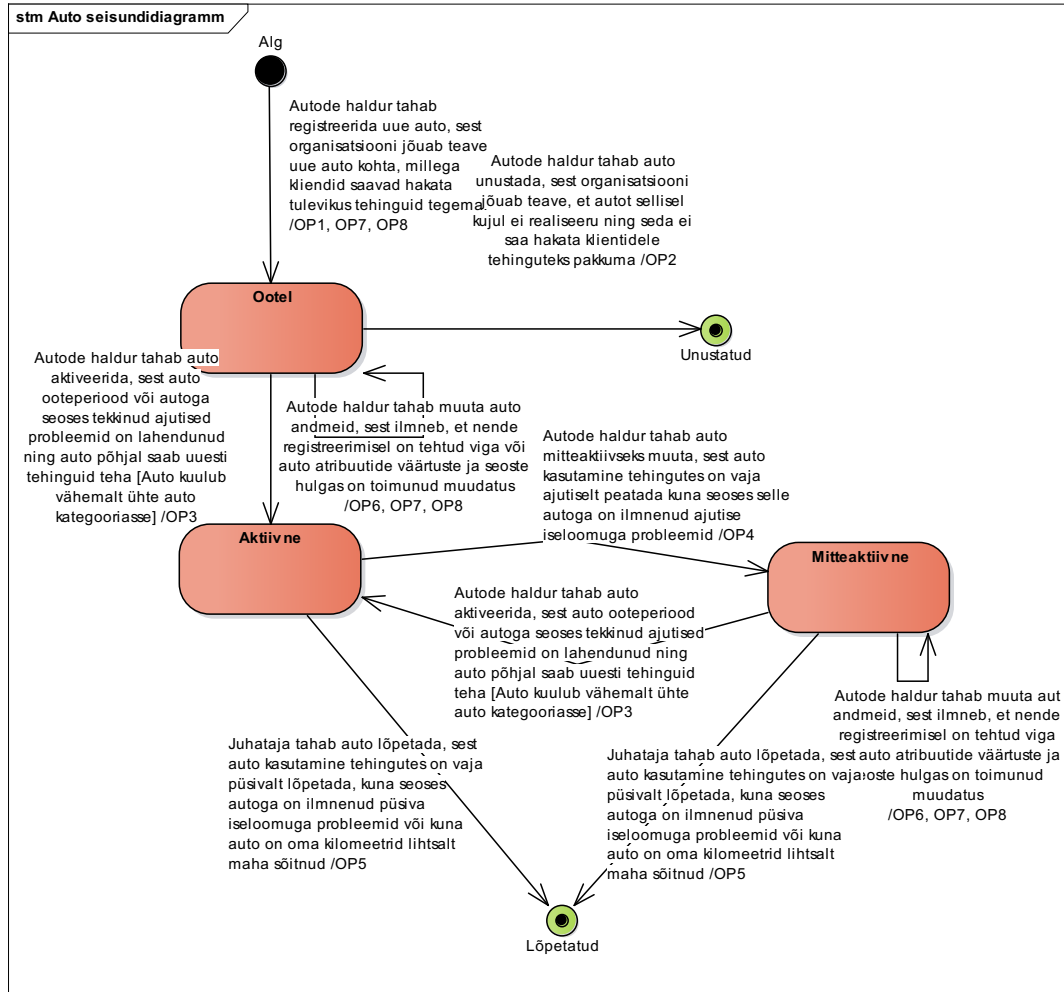 stm Auto seisundidiagramm
Alg
Autode haldur tahab
registreerida uue auto, sest
organisatsiooni jõuab teave
uue auto kohta, millega
kliendid saavad hakata
tulevikus tehinguid tegema
/OP1, OP7, OP8
Autode haldur tahab auto
unustada, sest organisatsiooni
jõuab teave, et autot sellisel
kujul ei realiseeru ning seda ei
saa hakata klientidele
tehinguteks pakkuma /OP2
Ootel
Unustatud
Autode haldur tahab auto
aktiveerida, sest auto
ooteperiood või autoga
seoses tekkinud ajutised
probleemid on lahendunud
ning auto põhjal saab uuesti
tehinguid teha [Auto kuulub
vähemalt ühte auto
kategooriasse] /OP3
Autode haldur tahab muuta auto
andmeid, sest ilmneb, et nende
registreerimisel on tehtud viga või
auto atribuutide väärtuste ja seoste
hulgas on toimunud muudatus
/OP6, OP7, OP8
Autode haldur tahab auto
mitteaktiivseks muuta, sest auto
kasutamine tehingutes on vaja
ajutiselt peatada kuna seoses selle
autoga on ilmnenud ajutise
iseloomuga probleemid /OP4
Aktiivne
Mitteaktiivne
Autode haldur tahab auto
aktiveerida, sest auto ooteperiood
või autoga seoses tekkinud ajutised
probleemid on lahendunud ning
auto põhjal saab uuesti tehinguid
teha [Auto kuulub vähemalt ühte
auto kategooriasse] /OP3
Autode haldur tahab muuta aut
andmeid, sest ilmneb, et nende
registreerimisel on tehtud viga
auto atribuutide väärtuste ja
oste hulgas on toimunud
muudatus
/OP6, OP7, OP8
Juhataja tahab auto lõpetada, sest
auto kasutamine tehingutes on vaja
püsivalt lõpetada, kuna seoses
autoga on ilmnenud püsiva
iseloomuga probleemid või kuna
auto on oma kilomeetrid lihtsalt
maha sõitnud /OP5
Juhataja tahab auto lõpetada, sest
auto kasutamine tehingutes on vaja
püsivalt lõpetada, kuna seoses
autoga on ilmnenud püsiva
iseloomuga probleemid või kuna
auto on oma kilomeetrid lihtsalt
maha sõitnud /OP5
Lõpetatud